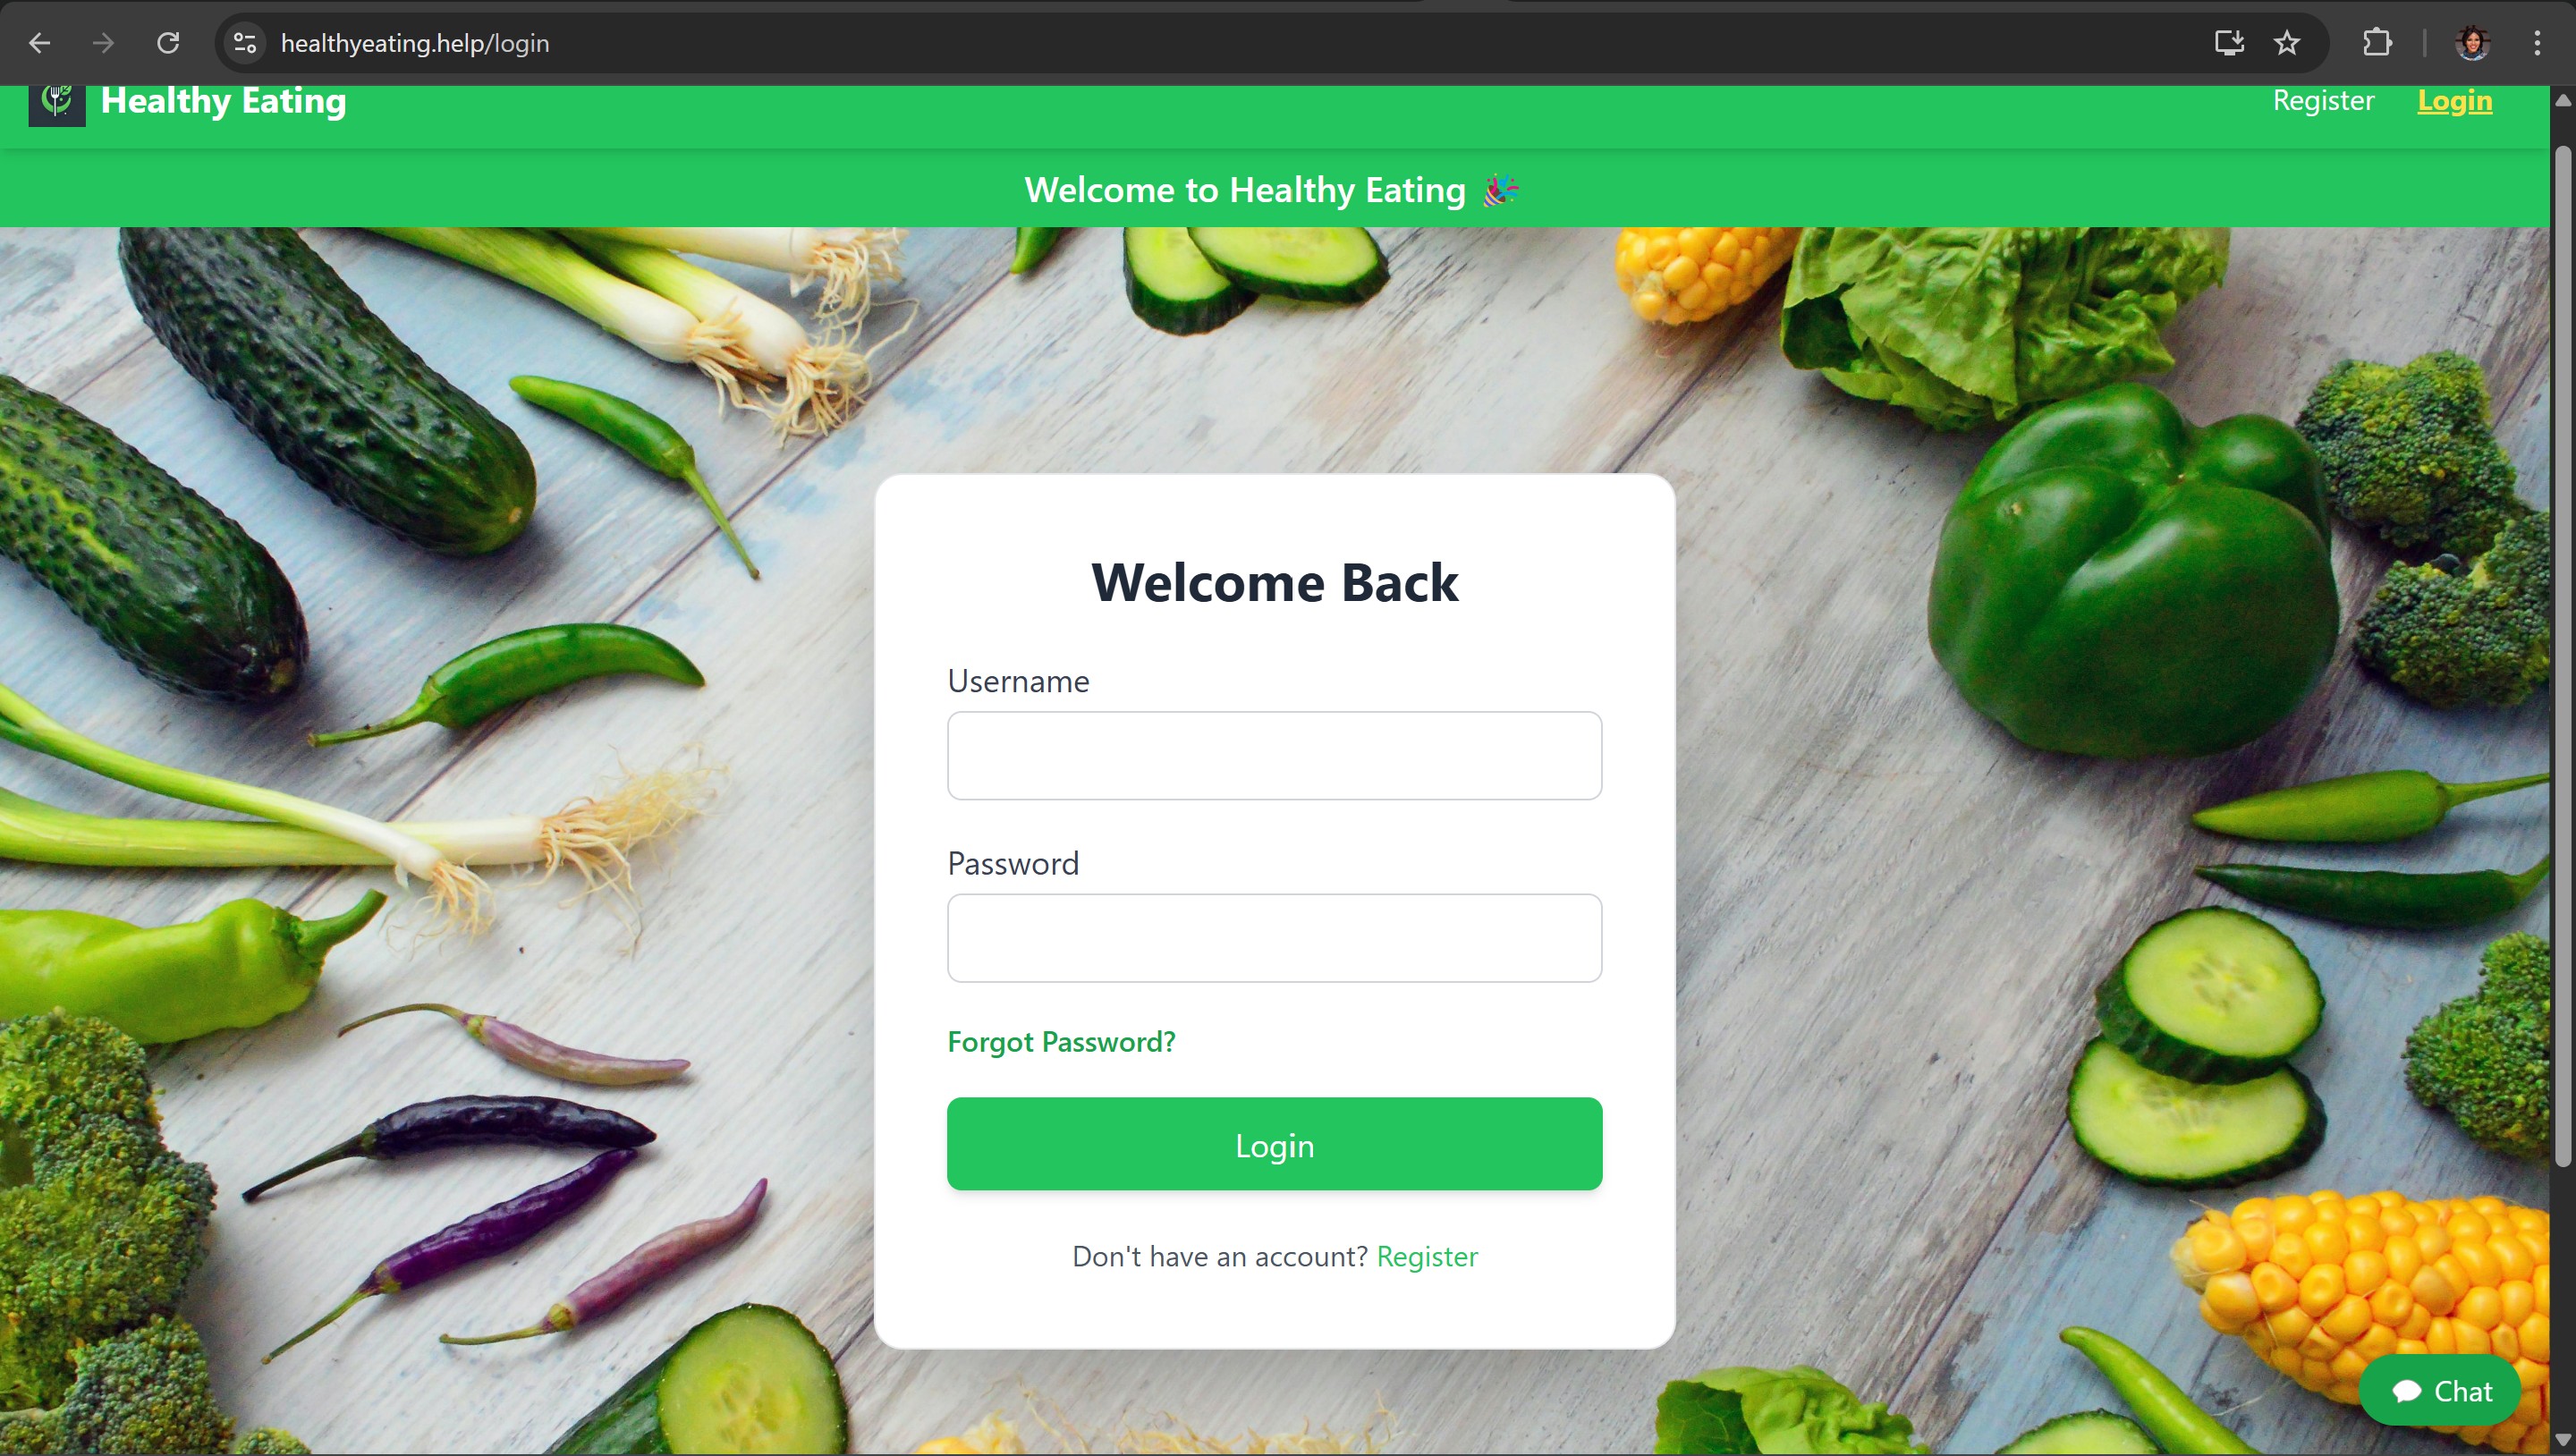 healthyeating.help/login
Healthy Eating
Register
Login
Welcome to Healthy Eating 🎉
Welcome Back
Username
Password
Forgot Password?
Login
Don't have an account? Register
Chat